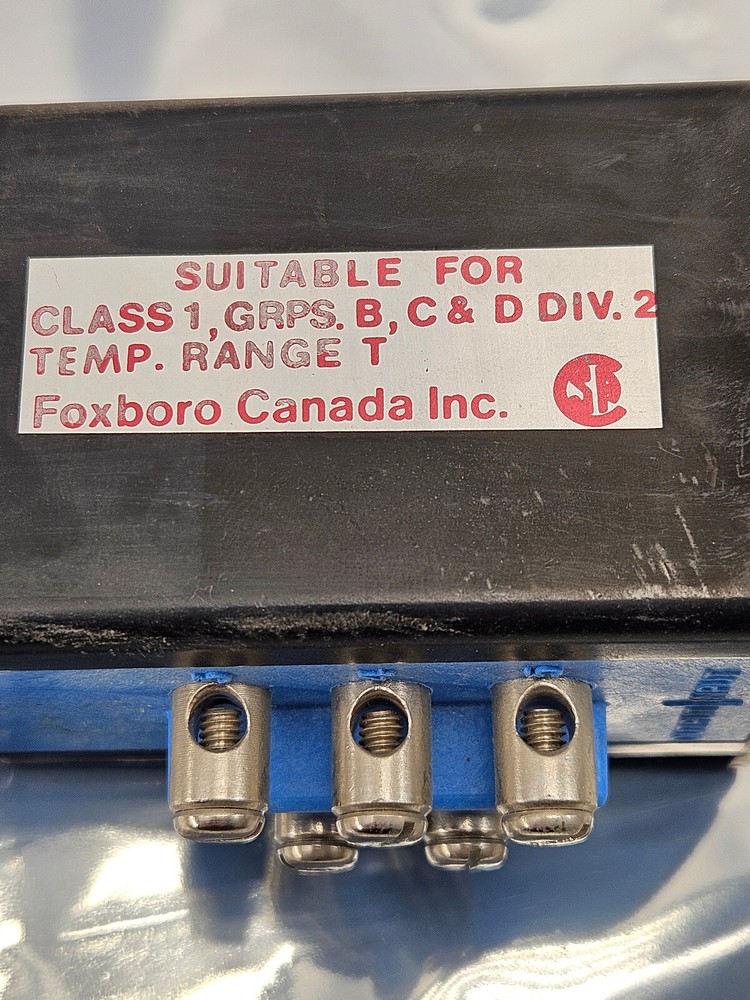 SUITABLE FOR
CLASS 1, GRPS. B, C & D DIV. 2
TEMP. RANGE T
Foxboro Canada Inc.